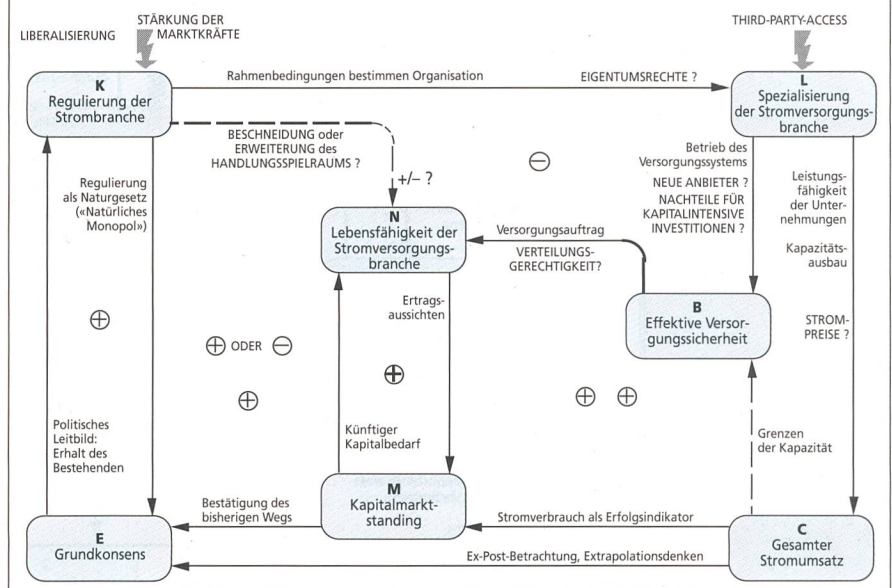 STÄRKUNG DER
LIBERALISIERUNG
MARKTKRÄFTE
THIRD-PARTY-ACCESS
K
Regulierung der
Strombranche
Rahmenbedingungen bestimmen Organisation
EIGENTUMSRECHTE ?
L
Spezialisierung
der Stromversorgungs-
branche
BESCHNEIDUNG oder
ERWEITERUNG des
HANDLUNGSSPIELRAUMS ?
+/– ?
Regulierung
als Naturgesetz
(«Natürliches
Monopol»)
Betrieb des
Versorgungssystems
NEUE ANBIETER ?
NACHTEILE FÜR
KAPITALINTENSIVE
INVESTITIONEN ?
Leistungs-
fähigkeit
der Unter-
nehmungen
Kapazitäts-
ausbau
STROM-
PREISE ?
N
Lebensfähigkeit der
Stromversorgungs-
branche
Versorgungsauftrag
VERTEILUNGS-
GERECHTIGKEIT?
B
Effektive Versor-
gungssicherheit
Ertrags-
aussichten
ODER
Politisches
Leitbild:
Erhalt des
Bestehenden
Künftiger
Kapitalbedarf
Grenzen
der Kapazität
M
Kapitalmarkt-
standing
Bestätigung des
bisherigen Wegs
Stromverbrauch als Erfolgsindikator
E
Grundkonsens
Ex-Post-Betrachtung, Extrapolationsdenken
C
Gesamter
Stromumsatz